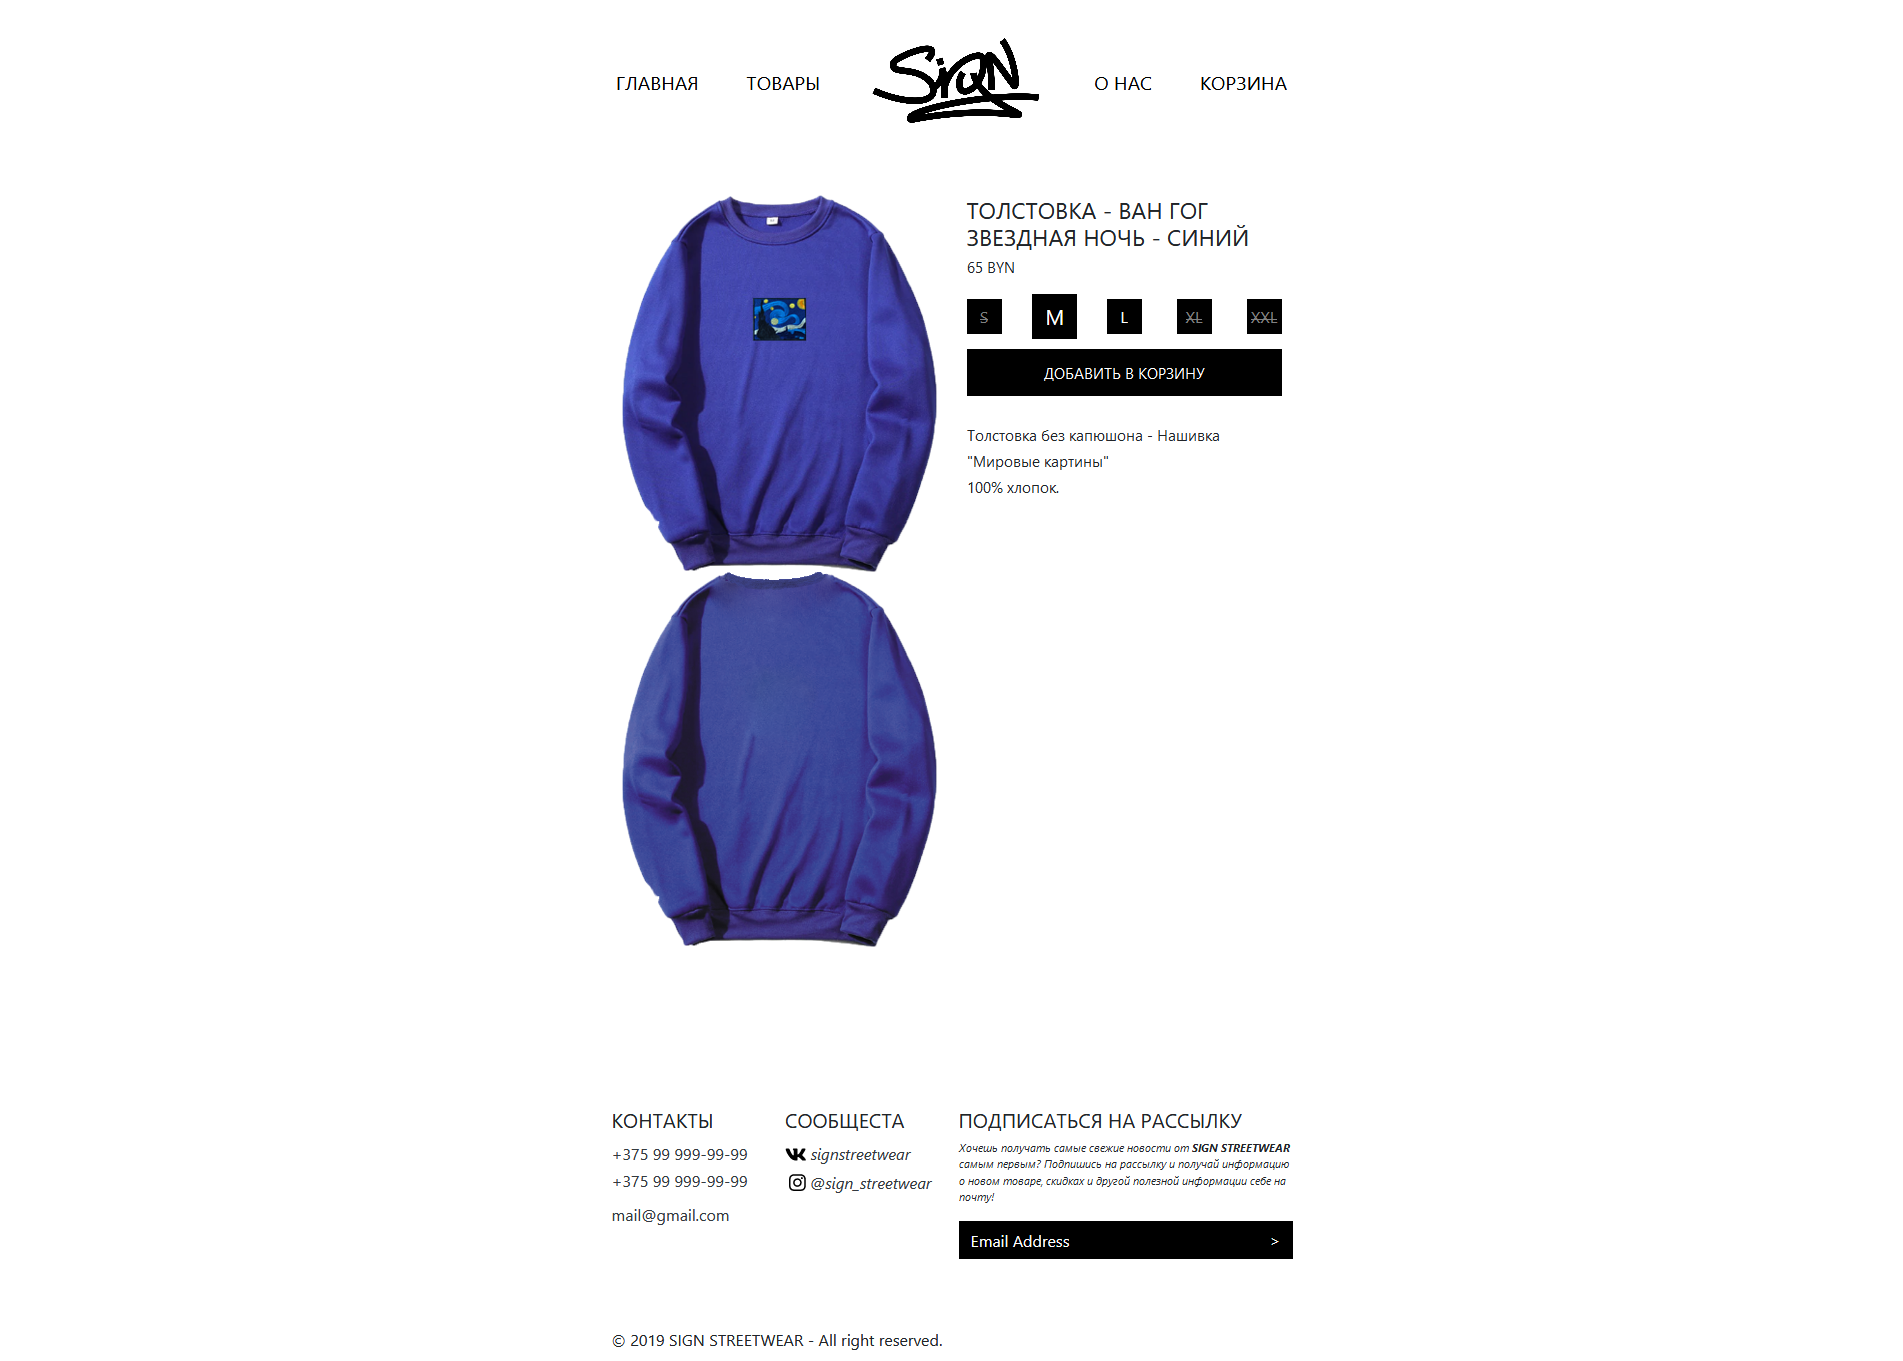 ГЛАВНАЯ
ТОВАРЫ
SigN
О НАС
КОРЗИНА
ТОЛСТОВКА - ВАН ГОГ
ЗВЕЗДНАЯ НОЧЬ - СИНИЙ
65 BYN
S
M
L
XL
XXL
ДОБАВИТЬ В КОРЗИНУ
Толстовка без капюшона - Нашивка
"Мировые картины"
100% хлопок.
КОНТАКТЫ
+375 99 999-99-99
+375 99 999-99-99
mail@gmail.com
СООБЩЕСТА
signstreetwear
@sign_streetwear
ПОДПИСАТЬСЯ НА РАССЫЛКУ
Хочешь получать самые свежие новости от SIGN STREETWEAR
самым первым? Подпишись на рассылку и получай информацию
о новом товаре, скидках и другой полезной информации себе на
почту!
Email Address >
© 2019 SIGN STREETWEAR - All right reserved.